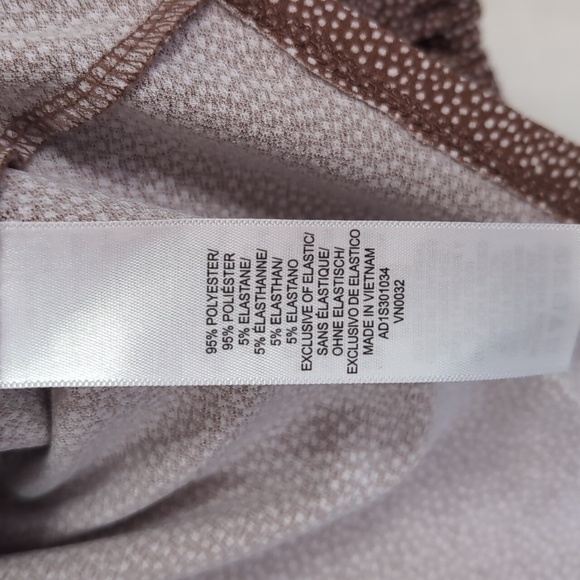 95% POLYESTER/
95% POLIÉSTER
5% ELASTANE/
5% ÉLASTHANNE/
5% ELASTHAN/
5% ELASTANO
EXCLUSIVE OF ELASTIC/
SANS ÉLASTIQUE/
OHNE ELASTISCH/
EXCLUSIVO DE ELASTICO
MADE IN VIETNAM
AD1S301034
VN0032